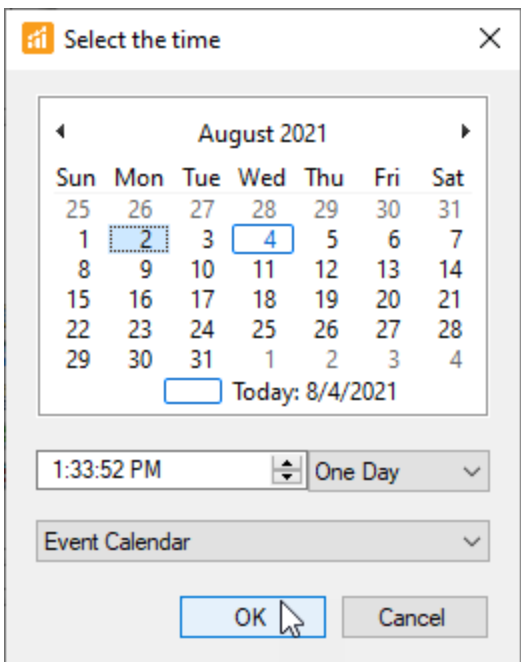 Select the time
August 2021
Sun Mon Tue Wed Thu Fri Sat
25 26 27 28 29 30 31
1 2 3 4 5 6 7
8 9 10 11 12 13 14
15 16 17 18 19 20 21
22 23 24 25 26 27 28
29 30 31 1 2 3 4
Today: 8/4/2021
1:33:52 PM One Day
Event Calendar
OK Cancel